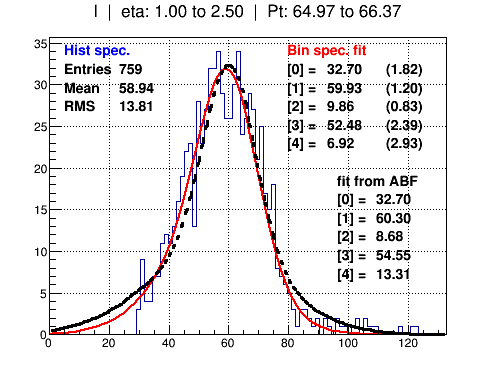 I | eta: 1.00 to 2.50 | Pt: 64.97 to 66.37
Hist spec.
Entries 759
Mean 58.94
RMS 13.81
Bin spec. fit
[0] = 32.70 (1.82)
[1] = 59.93 (1.20)
[2] = 9.86 (0.83)
[3] = 52.48 (2.39)
[4] = 6.92 (2.93)
fit from ABF
[0] = 32.70
[1] = 60.30
[2] = 8.68
[3] = 54.55
[4] = 13.31
35
30
25
20
15
10
5
0
0 20 40 60 80 100 120